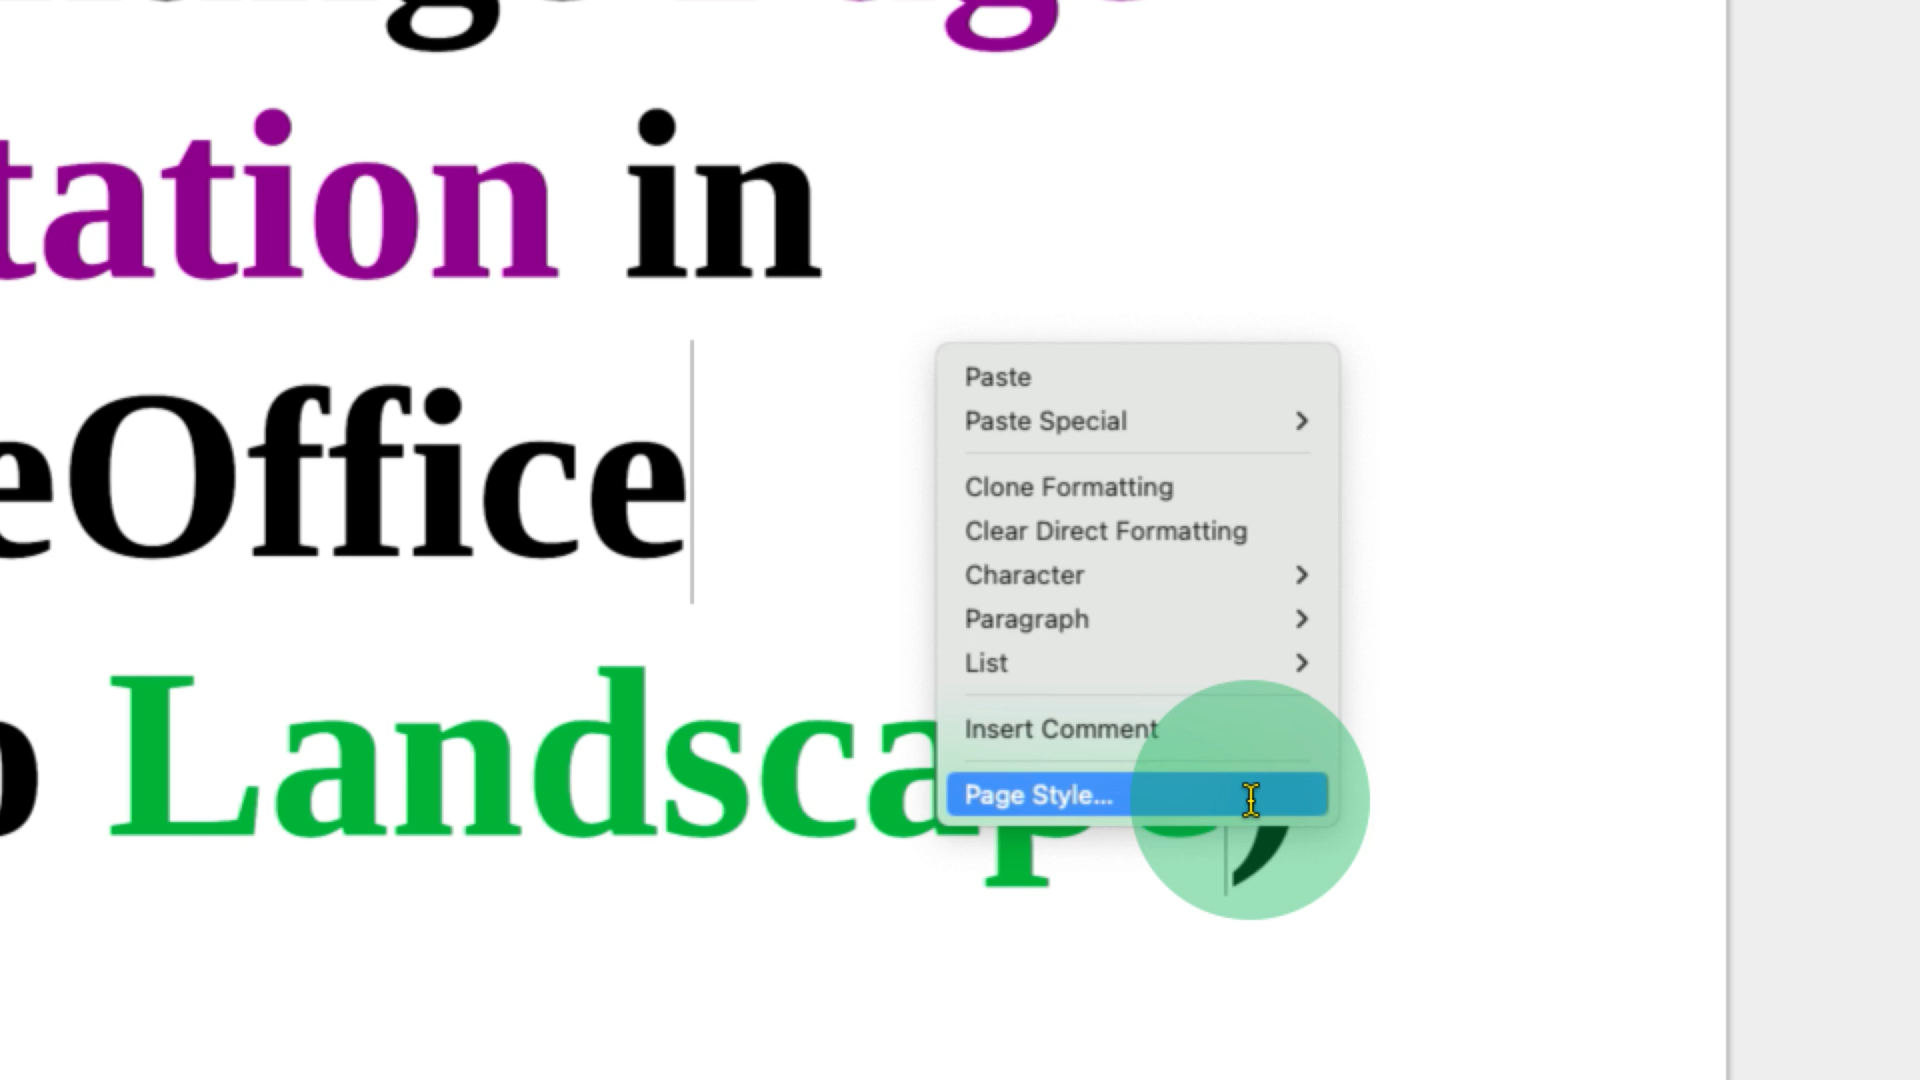 tation in
eOffice
Paste
Paste Special
Clone Formatting
Clear Direct Formatting
Character
Paragraph
List
Insert Comment
Page Style...
Landscape,